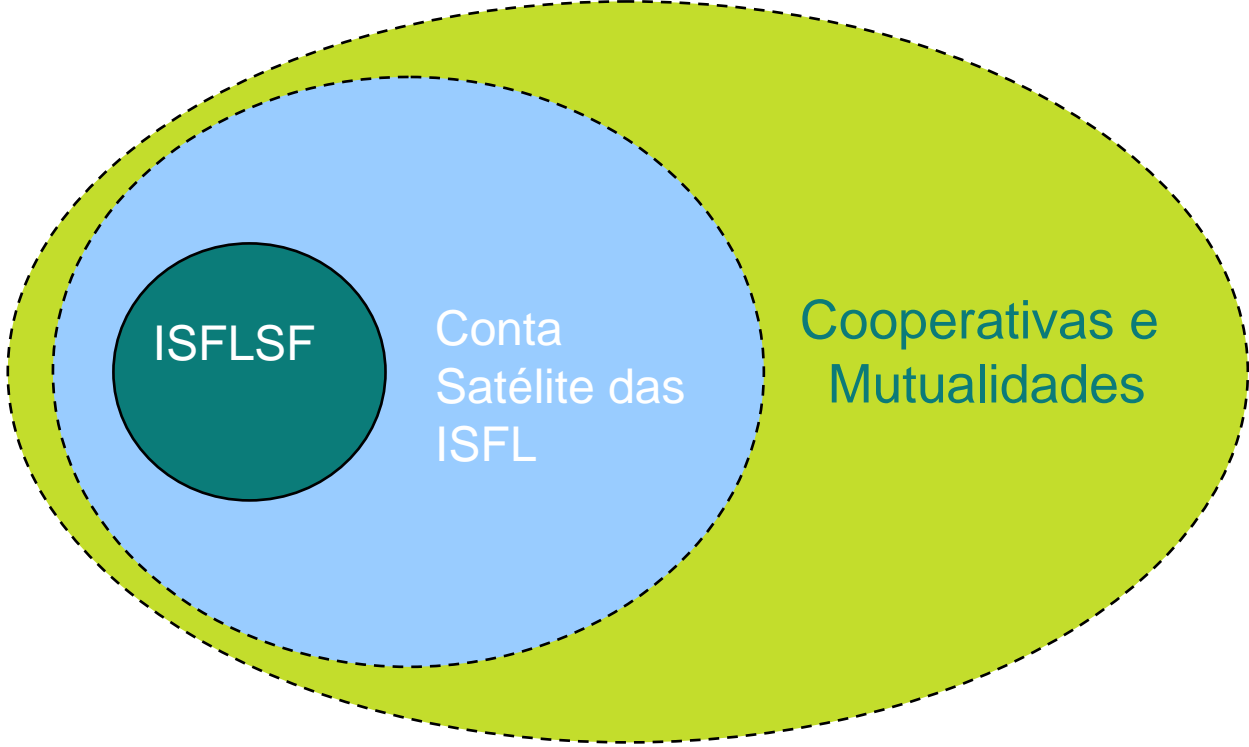 ISFLSF
Conta
Satélite das
ISFL
Cooperativas e
Mutualidades